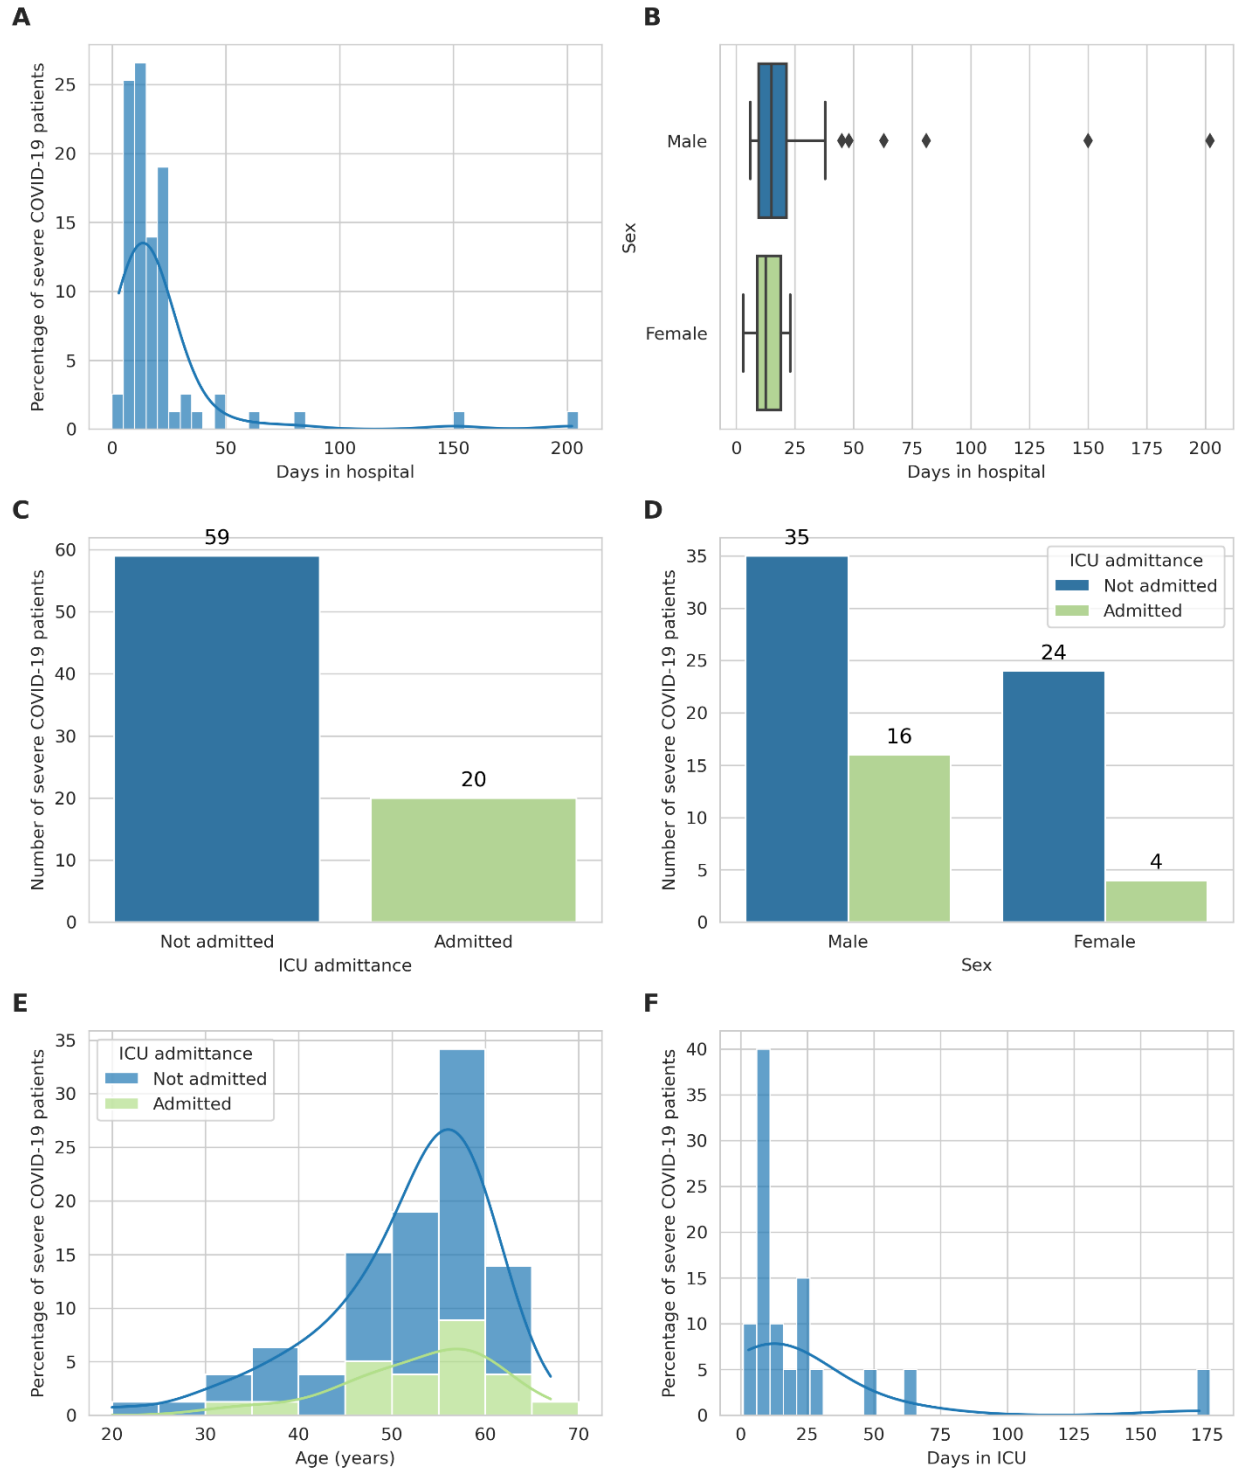 A
Percentage of severe COVID-19 patients
25
20
15
10
5
0
0 50 100 150 200
Days in hospital
B
Sex
Male
Female
0 25 50 75 100 125 150 175 200
Days in hospital
C
Number of severe COVID-19 patients
60
50
40
30
20
10
0
59
20
Not admitted Admitted
ICU admittance
D
Number of severe COVID-19 patients
35
30
25
20
15
10
5
0
ICU admittance
Not admitted
Admitted
35
16
24
4
Male Female
Sex
E
Percentage of severe COVID-19 patients
35
30
25
20
15
10
5
0
ICU admittance
Not admitted
Admitted
20 30 40 50 60 70
Age (years)
F
Percentage of severe COVID-19 patients
40
35
30
25
20
15
10
5
0
0 25 50 75 100 125 150 175
Days in ICU